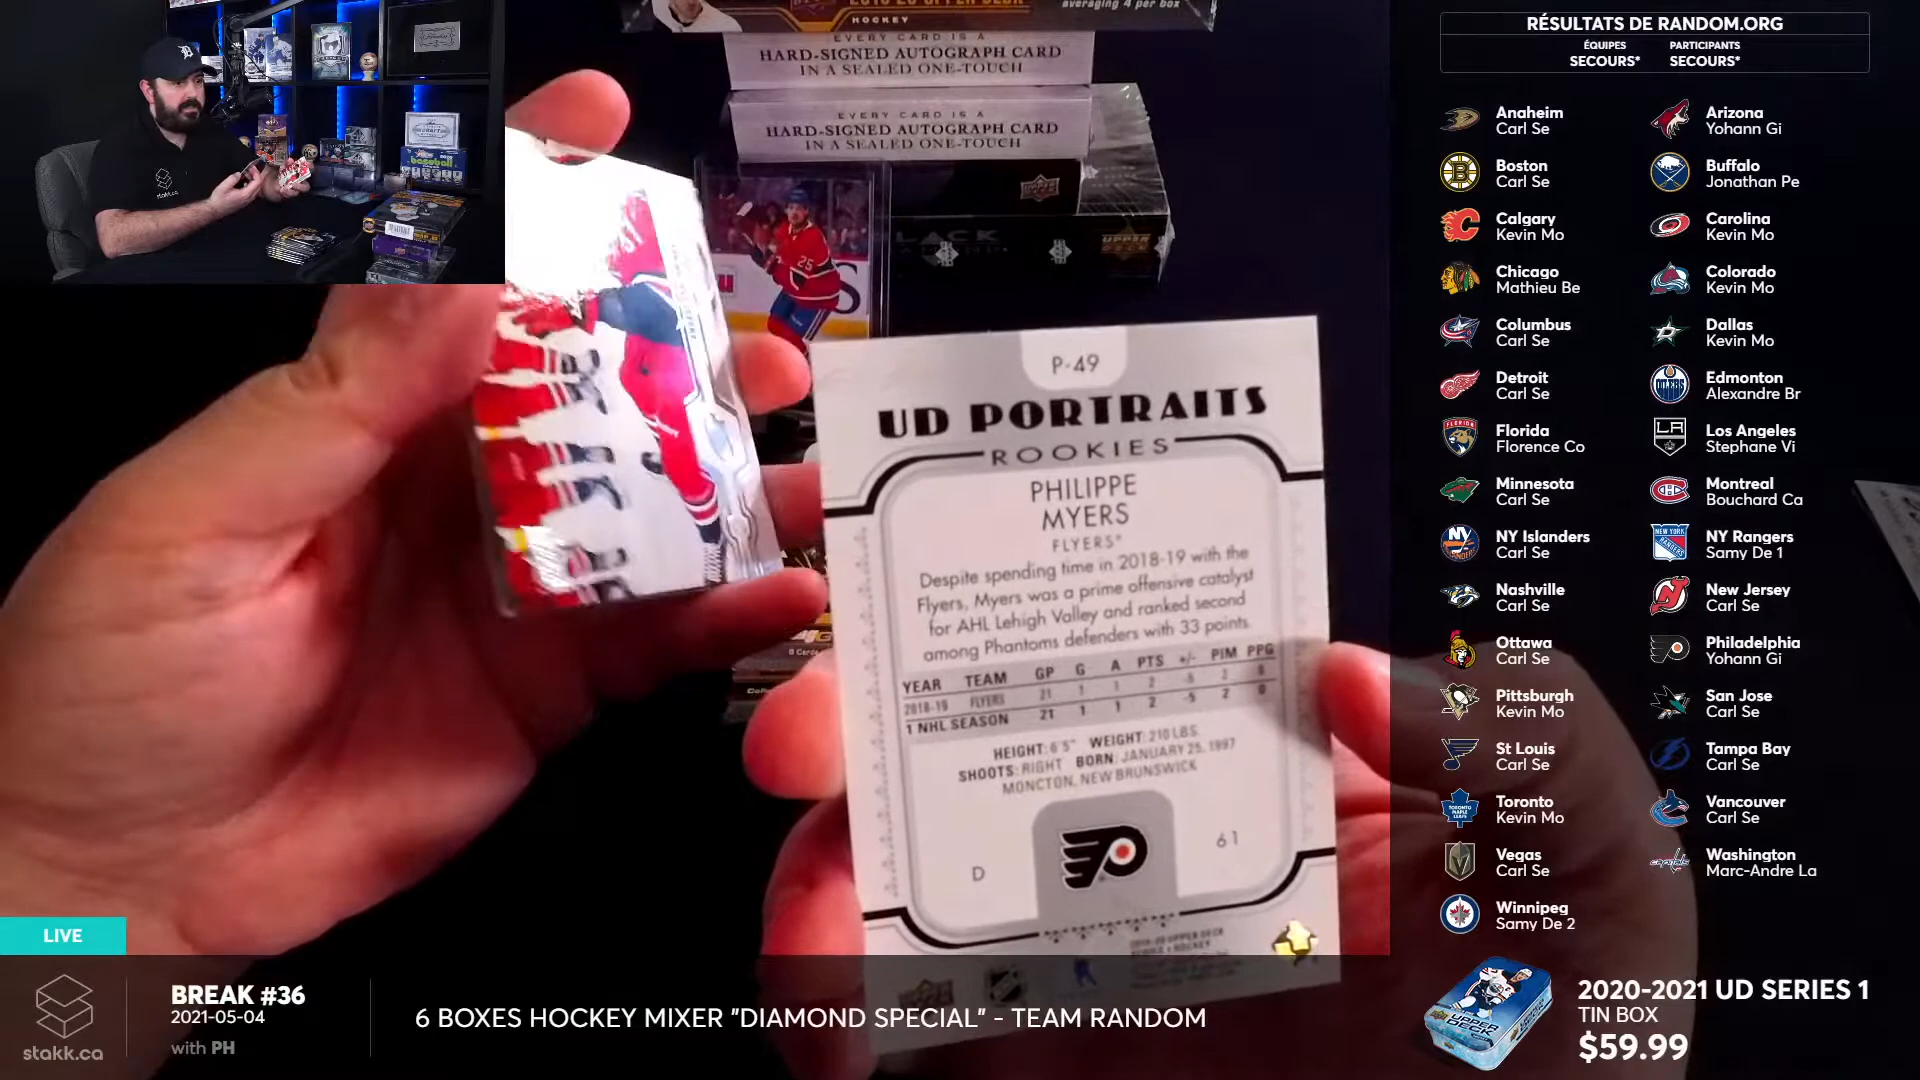 HOCKEY
averaging 4 per box
EVERY CARD IS A
HARD-SIGNED AUTOGRAPH CARD
IN A SEALED ONE-TOUCH
EVERY CARD IS A
HARD-SIGNED AUTOGRAPH CARD
IN A SEALED ONE-TOUCH
baseball
stakk.ca
25
P-49
UD PORTRAITS
ROOKIES
PHILIPPE
MYERS
FLYERS
Despite spending time in 2018-19 with the
Flyers, Myers was a prime offensive catalyst
for AHL Lehigh Valley and ranked second
among Phantoms defenders with 33 points.
YEAR TEAM GP G A PTS +/- PIM PPG
2018-19 FLYERS 21 1 1 2 -5 2 0
1 NHL SEASON 21 1 1 2 -5 2 0
HEIGHT: 6'5" WEIGHT: 210 LBS.
SHOOTS: RIGHT BORN: JANUARY 25, 1997
MONCTON, NEW BRUNSWICK
D 61
RÉSULTATS DE RANDOM.ORG
ÉQUIPES PARTICIPANTS
SECOURS* SECOURS*
Anaheim Arizona
Carl Se Yohann Gi
Boston Buffalo
Carl Se Jonathan Pe
Calgary Carolina
Kevin Mo Kevin Mo
Chicago Colorado
Mathieu Be Kevin Mo
Columbus Dallas
Carl Se Kevin Mo
Detroit Edmonton
Carl Se Alexandre Br
Florida Los Angeles
Florence Co Stephane Vi
Minnesota Montreal
Carl Se Bouchard Ca
NY Islanders NY Rangers
Carl Se Samy De 1
Nashville New Jersey
Carl Se Carl Se
Ottawa Philadelphia
Carl Se Yohann Gi
Pittsburgh San Jose
Kevin Mo Carl Se
St Louis Tampa Bay
Carl Se Carl Se
Toronto Vancouver
Kevin Mo Carl Se
Vegas Washington
Carl Se Marc-Andre La
Winnipeg
Samy De 2
LIVE
stakk.ca
BREAK #36
2021-05-04
with PH
6 BOXES HOCKEY MIXER "DIAMOND SPECIAL" - TEAM RANDOM
UPPER DECK
2020-2021 UD SERIES 1
TIN BOX
$59.99